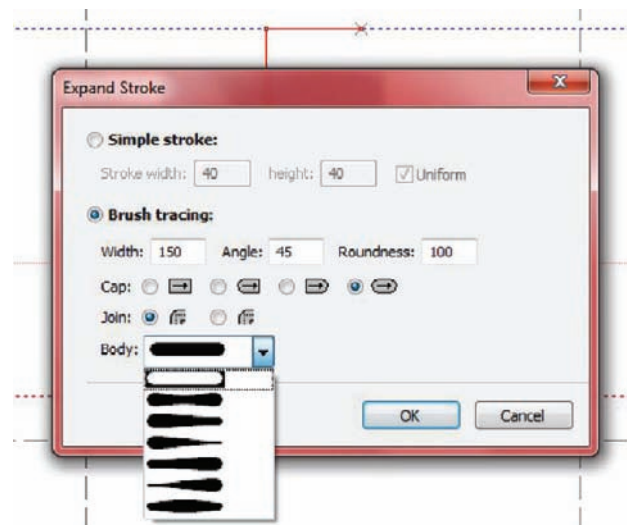 Expand Stroke
Simple stroke:
Stroke width: 40 height: 40 Uniform
Brush tracing:
Width: 150 Angle: 45 Roundness: 100
Cap:
Join:
Body:
OK Cancel